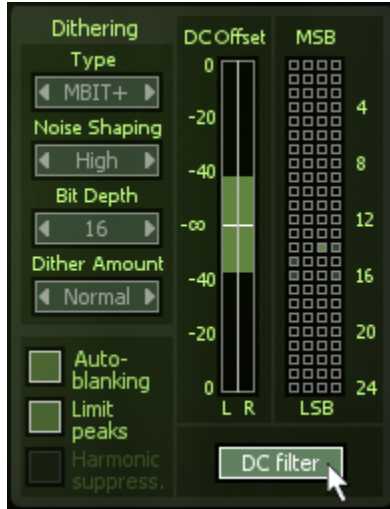 Dithering
Type
MBIT+
Noise Shaping
High
Bit Depth
16
Dither Amount
Normal
Auto-
blanking
Limit
peaks
Harmonic
suppress.
DC Offset
0
-20
-40
-∞
-40
-20
0
L R
MSB
4
8
12
16
20
24
LSB
DC filter